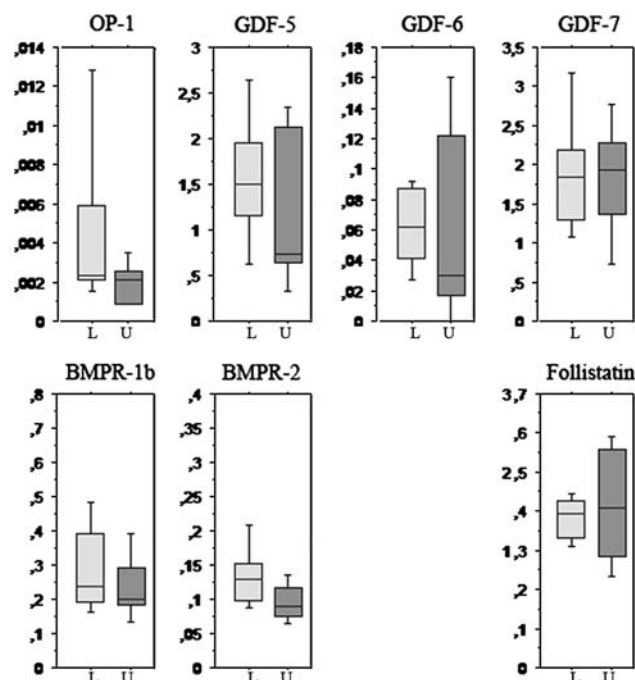 OP-1 GDF-5 GDF-6 GDF-7
,014 3 ,18 3,5
,012 2,5 ,16 3
,01 2 ,14 2,5
,008 1,5 ,12 2
,006 1 ,1 1,5
,004 ,5 ,08 1
,002 0 ,06 ,5
0 ,04 0
,02
0
L U L U L U L U
BMPR-1b BMPR-2 Follistatin
,8 ,4 3,7
,7 ,35 ,6
,6 ,3 2,5
,5 ,25 ,4
,4 ,2 1,3
,3 ,15 ,2
,2 ,1 ,1
,1 ,05 0
0 0
L U L U L U